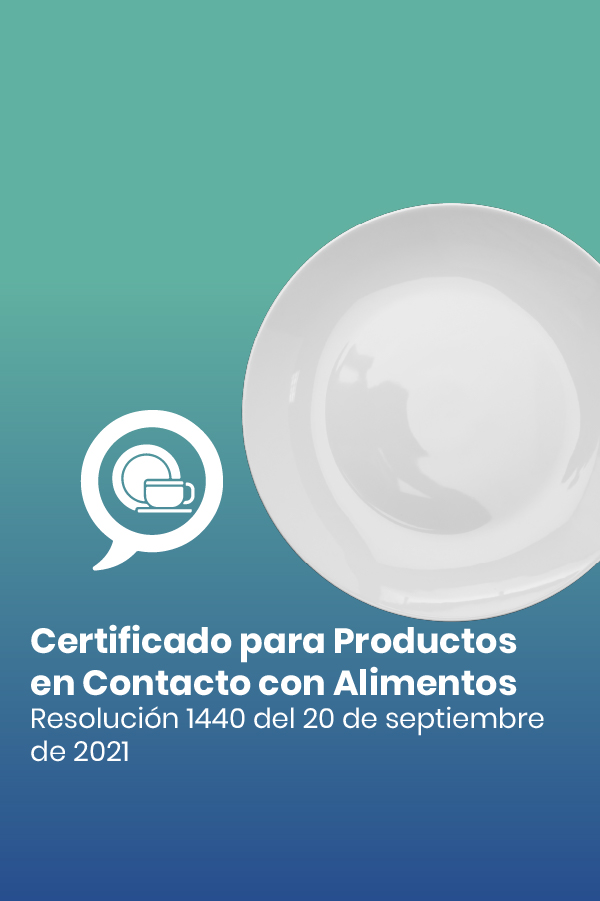 Certificado para Productos
en Contacto con Alimentos
Resolución 1440 del 20 de septiembre
de 2021